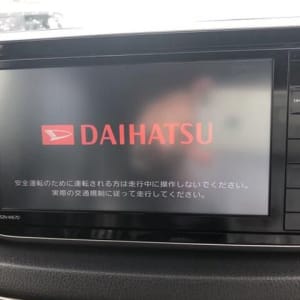 DAIHATSU
安全運転のために運転される方は走行中に操作しないでください。
実際の交通規制に従って走行してください。